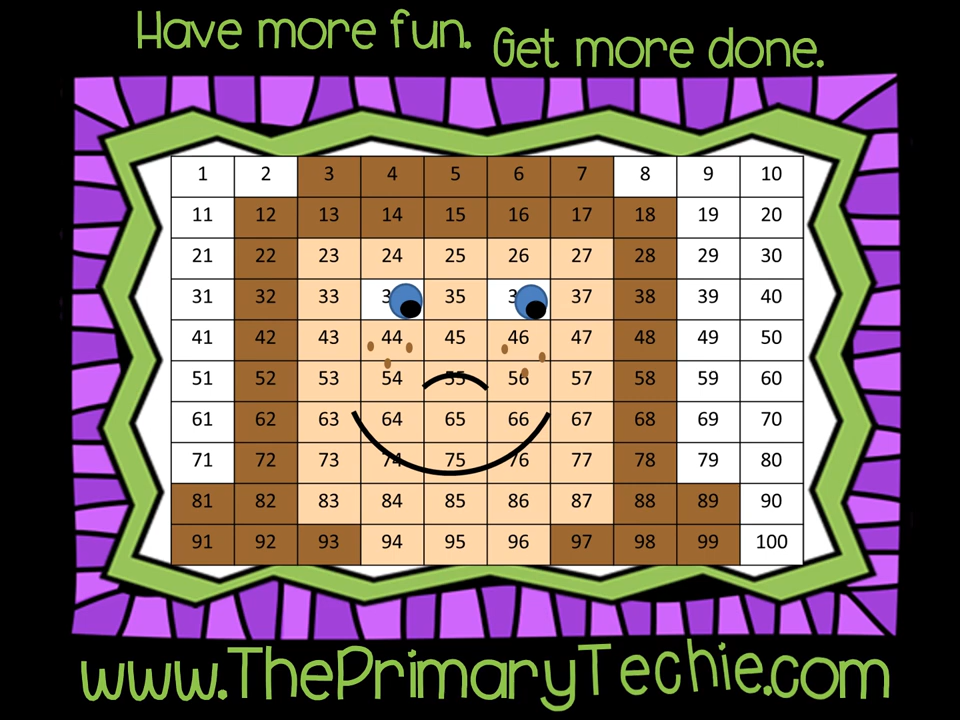 Have more fun. Get more done.
1 2 3 4 5 6 7 8 9 10
11 12 13 14 15 16 17 18 19 20
21 22 23 24 25 26 27 28 29 30
31 32 33 35 37 38 39 40
41 42 43 44 45 46 47 48 49 50
51 52 53 54 55 56 57 58 59 60
61 62 63 64 65 66 67 68 69 70
71 72 73 74 75 76 77 78 79 80
81 82 83 84 85 86 87 88 89 90
91 92 93 94 95 96 97 98 99 100
www.ThePrimaryTechie.com